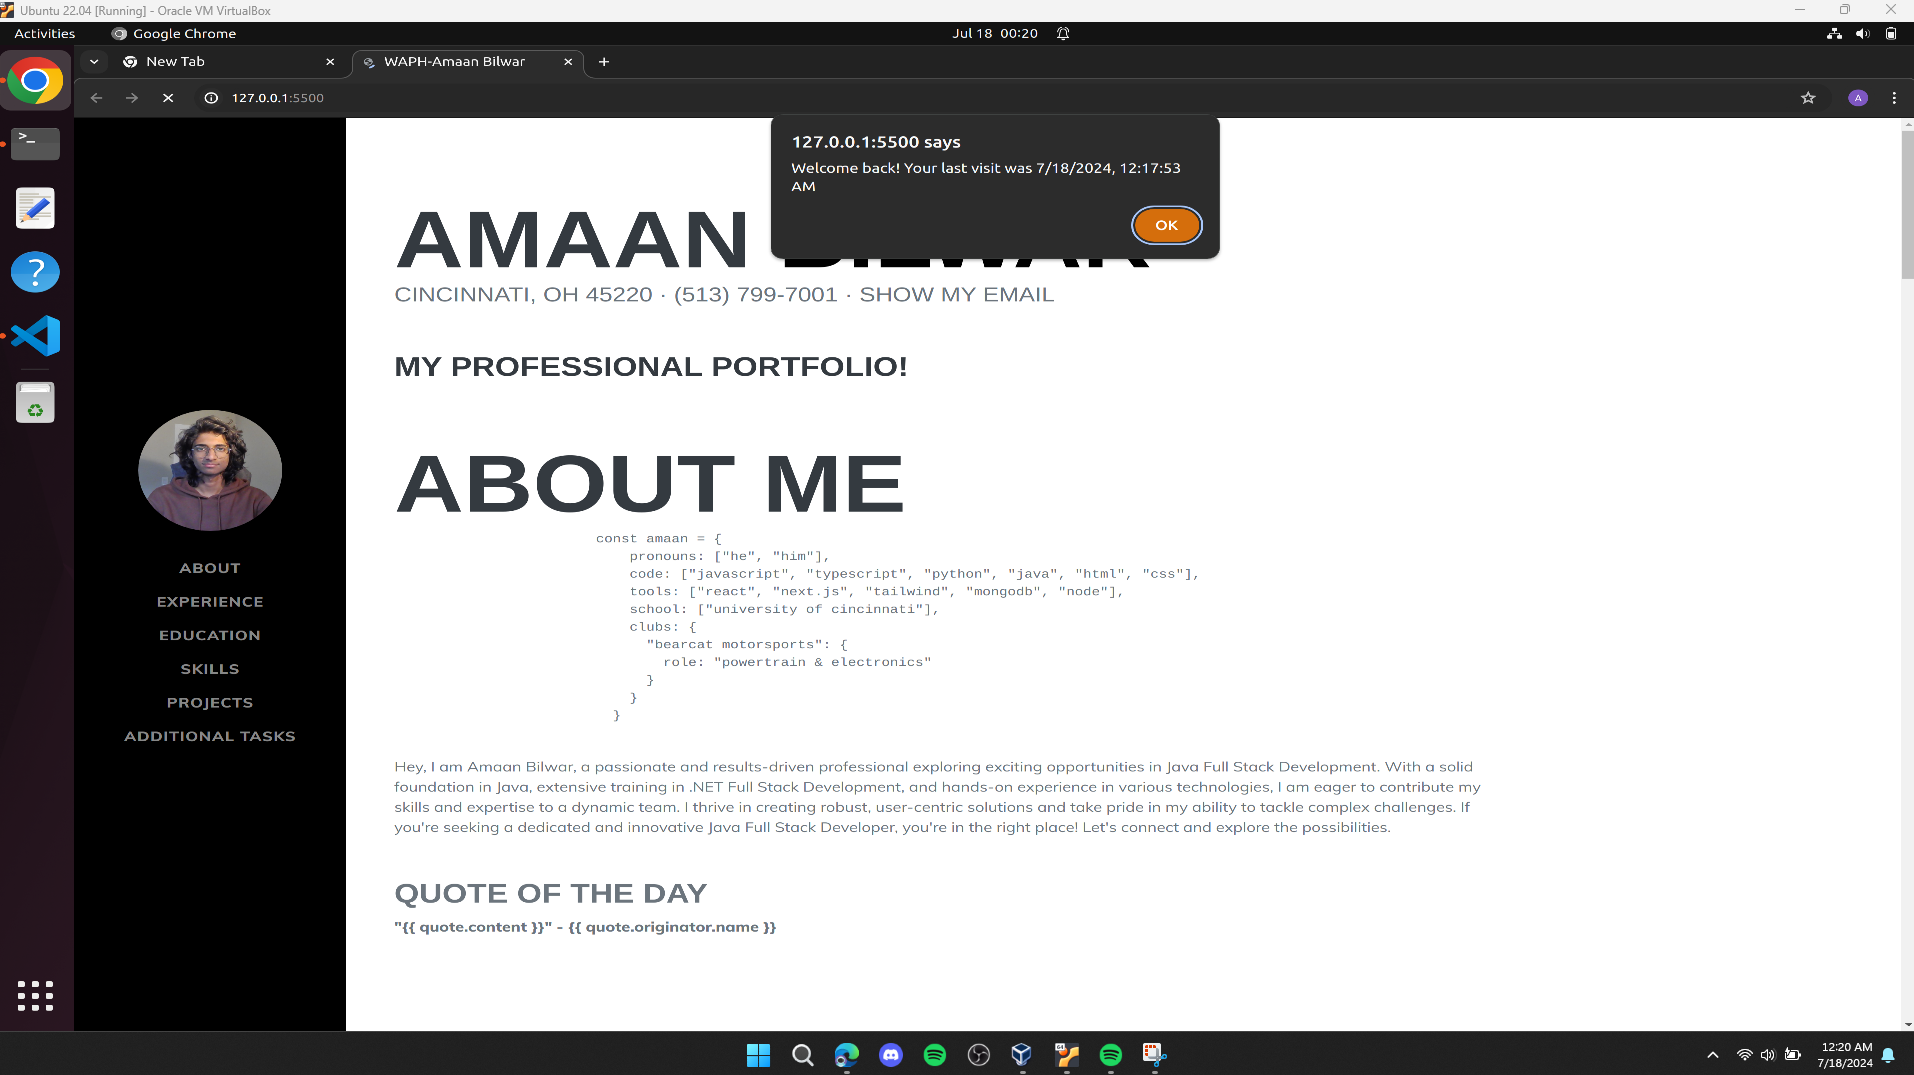 Ubuntu 22.04 [Running] - Oracle VM VirtualBox
Activities
Google Chrome
Jul 18 00:20
New Tab
WAPH-Amaan Bilwar
127.0.0.1:5500
A
127.0.0.1:5500 says
Welcome back! Your last visit was 7/18/2024, 12:17:53
AM
OK
AMAAN BILWAR
CINCINNATI, OH 45220 · (513) 799-7001 · SHOW MY EMAIL
MY PROFESSIONAL PORTFOLIO!
ABOUT
EXPERIENCE
EDUCATION
SKILLS
PROJECTS
ADDITIONAL TASKS
ABOUT ME
const amaan = {
pronouns: ["he", "him"],
code: ["javascript", "typescript", "python", "java", "html", "css"],
tools: ["react", "next.js", "tailwind", "mongodb", "node"],
school: ["university of cincinnati"],
clubs: {
"bearcat motorsports": {
role: "powertrain & electronics"
}
}
}
Hey, I am Amaan Bilwar, a passionate and results-driven professional exploring exciting opportunities in Java Full Stack Development. With a solid
foundation in Java, extensive training in .NET Full Stack Development, and hands-on experience in various technologies, I am eager to contribute my
skills and expertise to a dynamic team. I thrive in creating robust, user-centric solutions and take pride in my ability to tackle complex challenges. If
you're seeking a dedicated and innovative Java Full Stack Developer, you're in the right place! Let's connect and explore the possibilities.
QUOTE OF THE DAY
"{{ quote.content }}" - {{ quote.originator.name }}
12:20 AM
7/18/2024